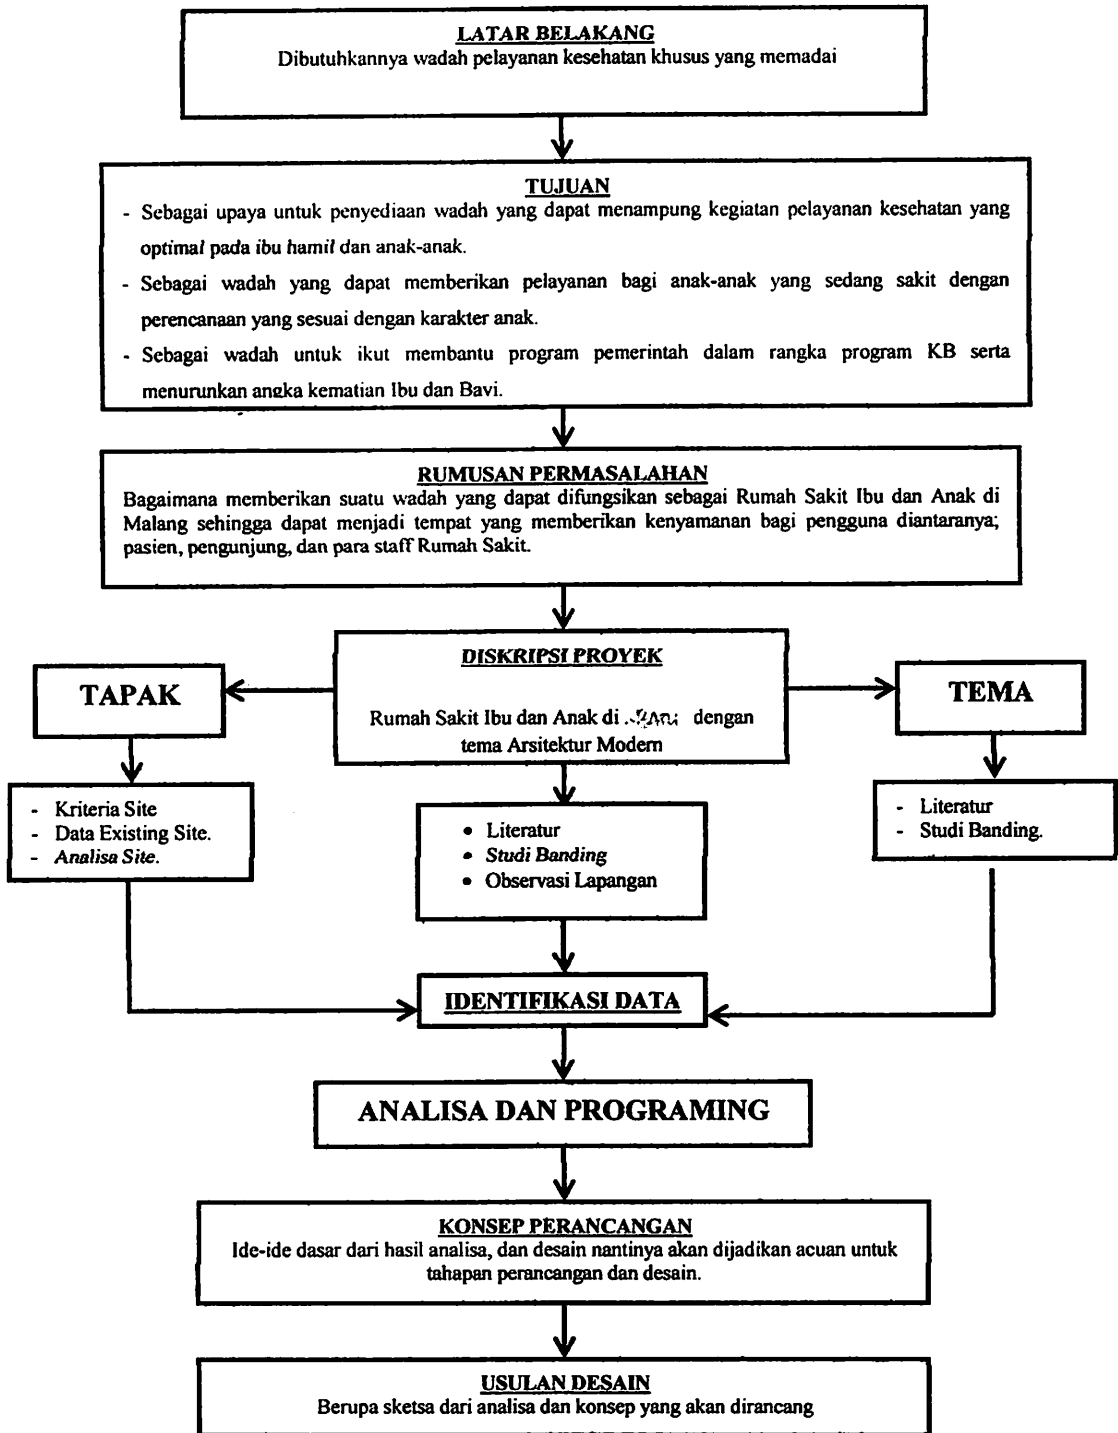 LATAR BELAKANG
Dibutuhkannya wadah pelayanan kesehatan khusus yang memadai
TUJUAN
- Sebagai upaya untuk penyediaan wadah yang dapat menampung kegiatan pelayanan kesehatan yang
optimal pada ibu hamil dan anak-anak.
- Sebagai wadah yang dapat memberikan pelayanan bagi anak-anak yang sedang sakit dengan
perencanaan yang sesuai dengan karakter anak.
- Sebagai wadah untuk ikut membantu program pemerintah dalam rangka program KB serta
menurunkan angka kematian Ibu dan Bayi.
RUMUSAN PERMASALAHAN
Bagaimana memberikan suatu wadah yang dapat difungsikan sebagai Rumah Sakit Ibu dan Anak di
Malang sehingga dapat menjadi tempat yang memberikan kenyamanan bagi pengguna diantaranya;
pasien, pengunjung, dan para staff Rumah Sakit.
DISKRIPSI PROYEK
Rumah Sakit Ibu dan Anak di dengan
tema Arsitektur Modern
TAPAK
TEMA
- Kriteria Site
- Data Existing Site.
- Analisa Site.
• Literatur
• Studi Banding
• Observasi Lapangan
- Literatur
- Studi Banding.
IDENTIFIKASI DATA
ANALISA DAN PROGRAMING
KONSEP PERANCANGAN
Ide-ide dasar dari hasil analisa, dan desain nantinya akan dijadikan acuan untuk
tahapan perancangan dan desain.
USULAN DESAIN
Berupa sketsa dari analisa dan konsep yang akan dirancang